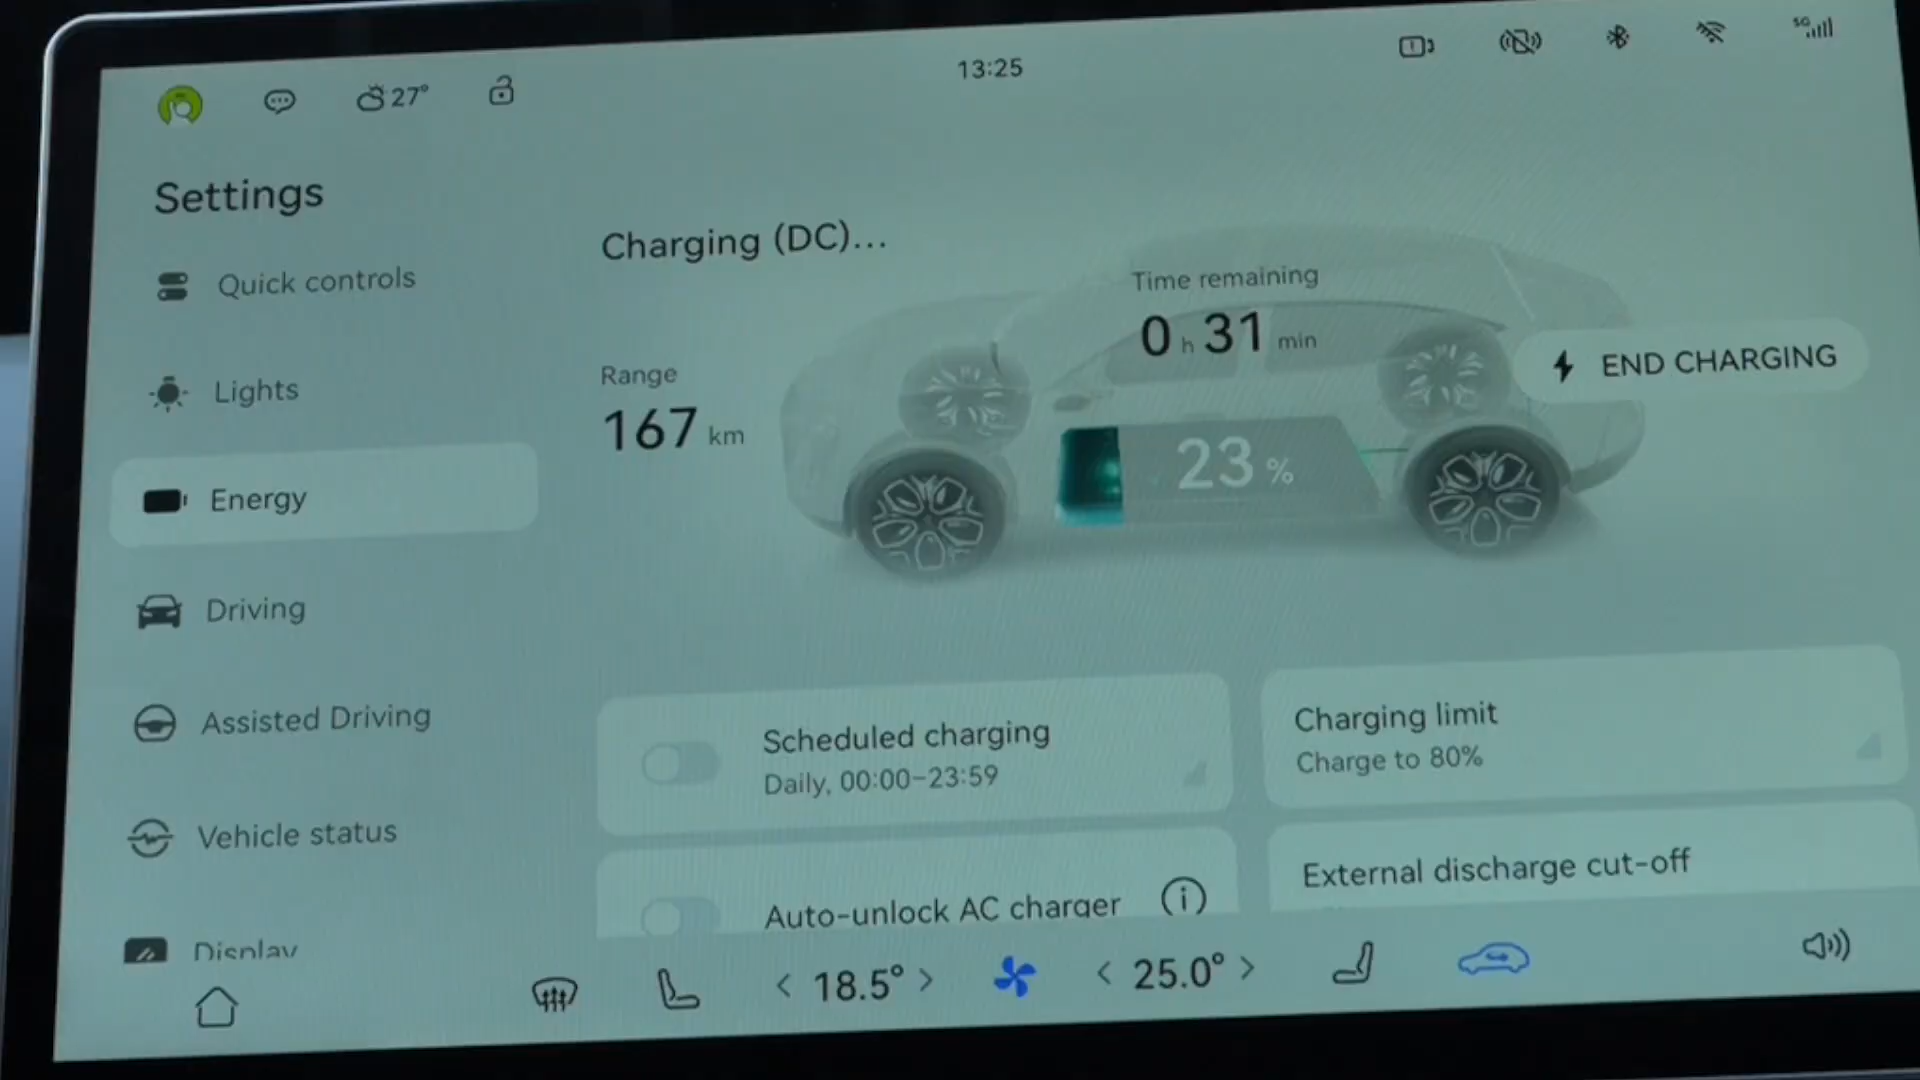 27°
13:25
5G
Settings
Quick controls
Lights
Energy
Driving
Assisted Driving
Vehicle status
Display
Charging (DC)...
Time remaining
0 h 31 min
END CHARGING
Range
167 km
23 %
Scheduled charging
Daily, 00:00-23:59
Charging limit
Charge to 80%
Auto-unlock AC charger
External discharge cut-off
< 18.5° >
< 25.0° >